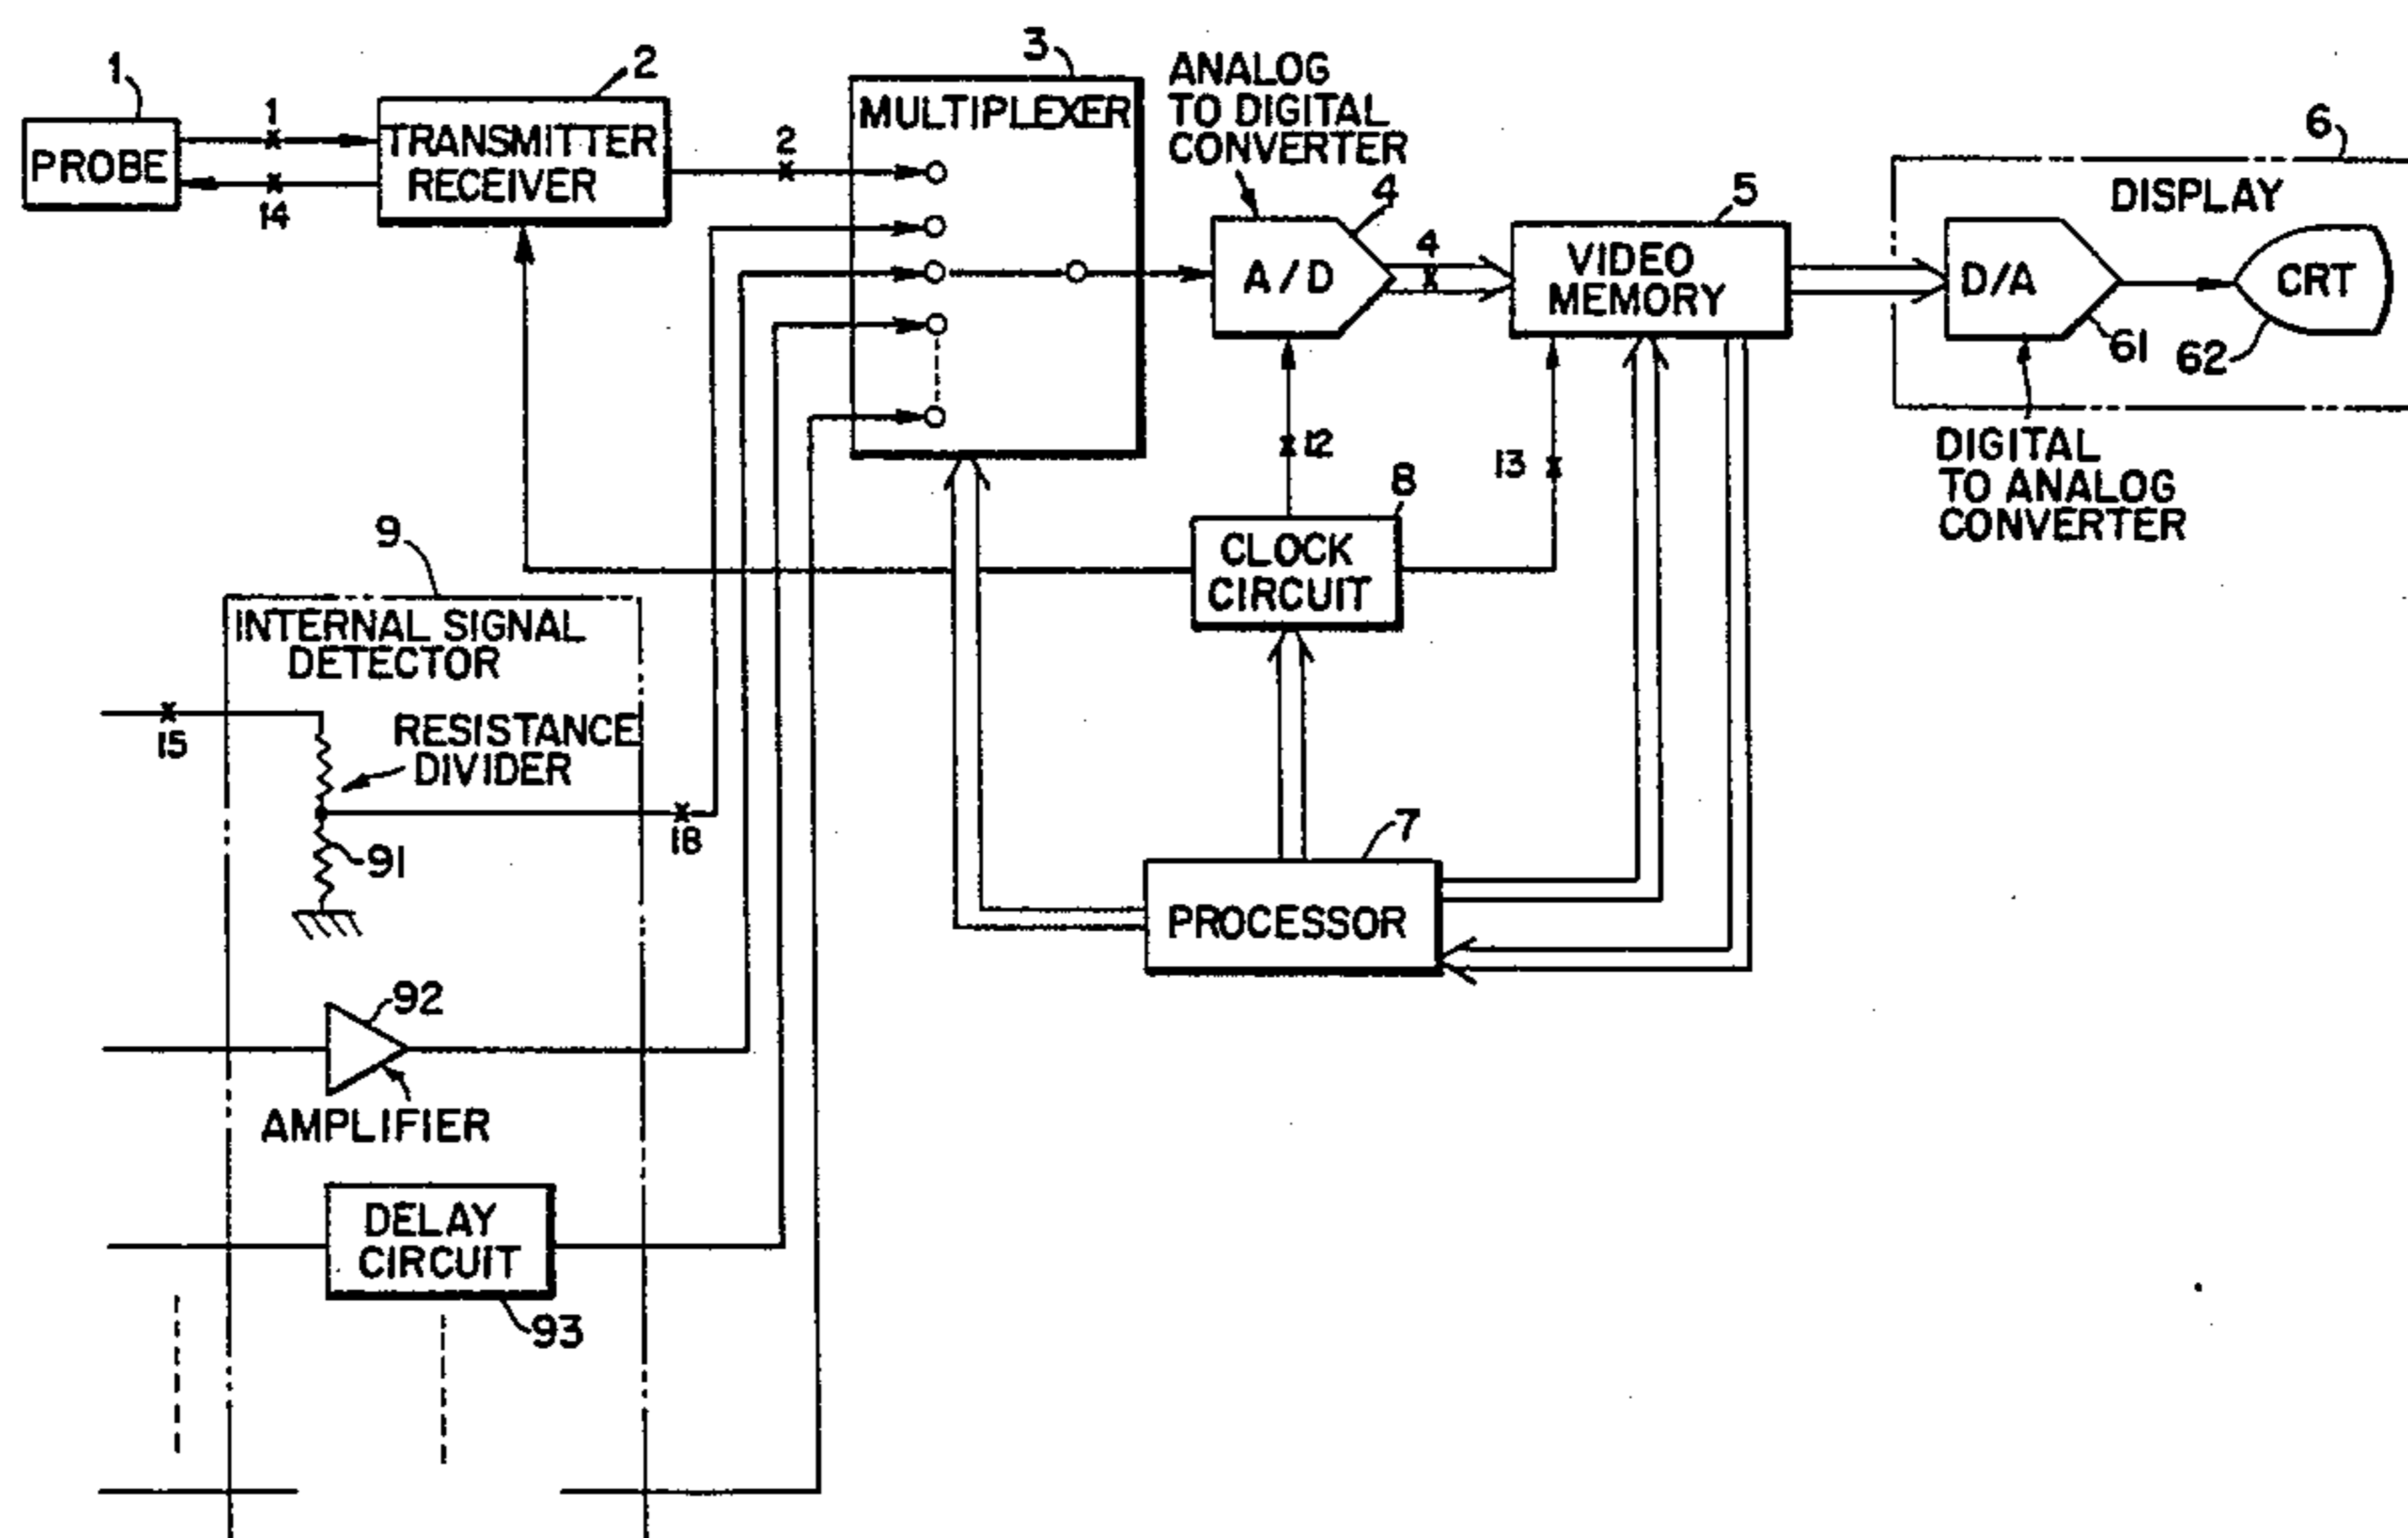 1
PROBE
1
14
2
TRANSMITTER
RECEIVER
2
3
MULTIPLEXER
ANALOG
TO DIGITAL
CONVERTER
4
A/D
4
5
VIDEO
MEMORY
6
DISPLAY
D/A
61
CRT
62
DIGITAL
TO ANALOG
CONVERTER
12
13
8
CLOCK
CIRCUIT
9
INTERNAL SIGNAL
DETECTOR
15
RESISTANCE
DIVIDER
91
18
7
PROCESSOR
92
AMPLIFIER
DELAY
CIRCUIT
93